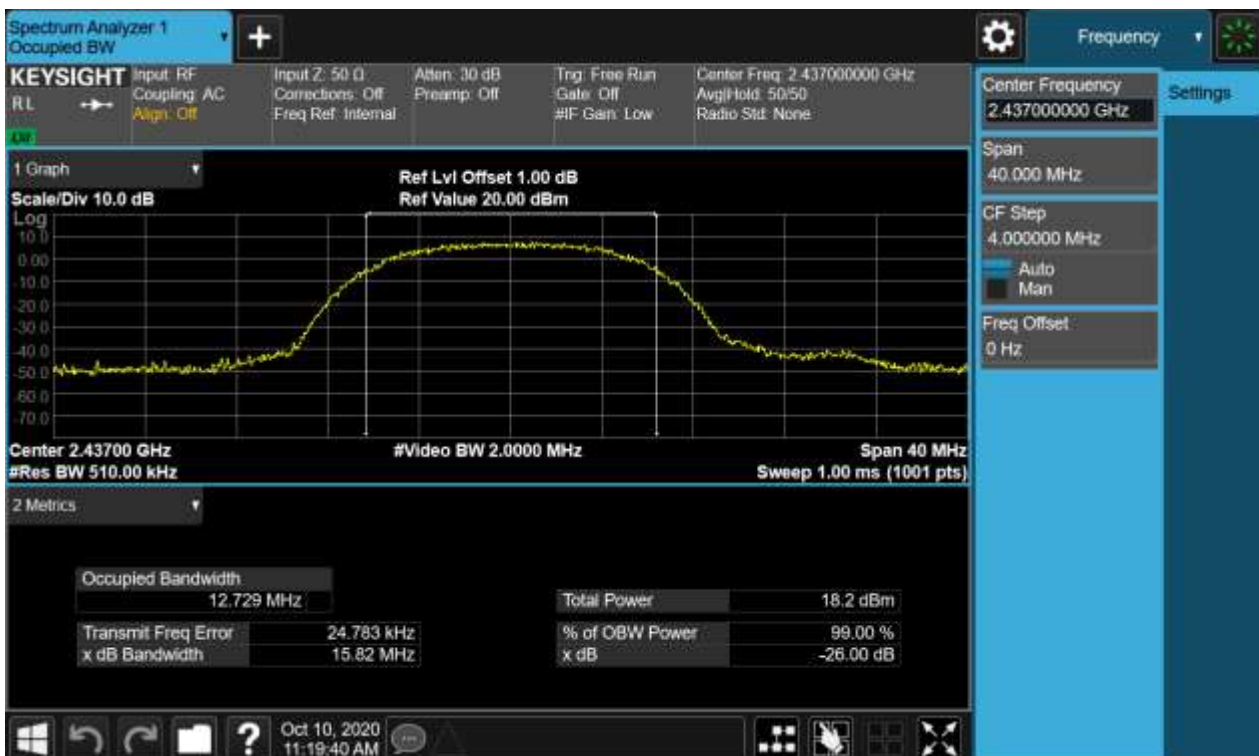 Spectrum Analyzer 1
Occupied BW
+
Frequency
KEYSIGHT
RL
Input: RF
Coupling: AC
Align: Off
Input Z: 50 Ω
Corrections: Off
Freq Ref: Internal
Atten: 30 dB
Preamp: Off
Trig: Free Run
Gate: Off
#IF Gain: Low
Center Freq: 2.437000000 GHz
Avg|Hold: 50/50
Radio Std: None
Center Frequency
2.437000000 GHz
Settings
Span
40.000 MHz
CF Step
4.000000 MHz
Auto
Man
Freq Offset
0 Hz
1 Graph
Scale/Div 10.0 dB
Ref Lvl Offset 1.00 dB
Ref Value 20.00 dBm
Log
10.0
0.00
-10.0
-20.0
-30.0
-40.0
-50.0
-60.0
-70.0
Center 2.43700 GHz
#Video BW 2.0000 MHz
Span 40 MHz
#Res BW 510.00 kHz
Sweep 1.00 ms (1001 pts)
2 Metrics
Occupied Bandwidth
12.729 MHz
Total Power 18.2 dBm
Transmit Freq Error 24.783 kHz
% of OBW Power 99.00 %
x dB Bandwidth 15.82 MHz
x dB -26.00 dB
?
Oct 10, 2020
11:19:40 AM